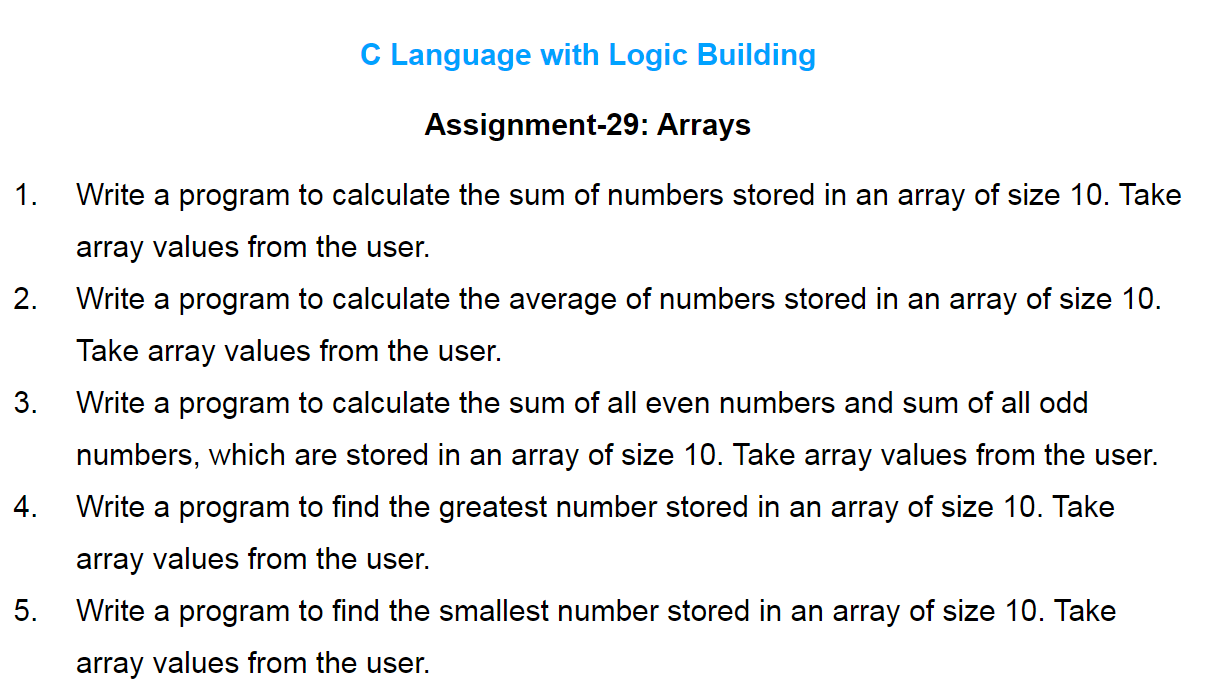 C Language with Logic Building
Assignment-29: Arrays
1. Write a program to calculate the sum of numbers stored in an array of size 10. Take
array values from the user.
2. Write a program to calculate the average of numbers stored in an array of size 10.
Take array values from the user.
3. Write a program to calculate the sum of all even numbers and sum of all odd
numbers, which are stored in an array of size 10. Take array values from the user.
4. Write a program to find the greatest number stored in an array of size 10. Take
array values from the user.
5. Write a program to find the smallest number stored in an array of size 10. Take
array values from the user.